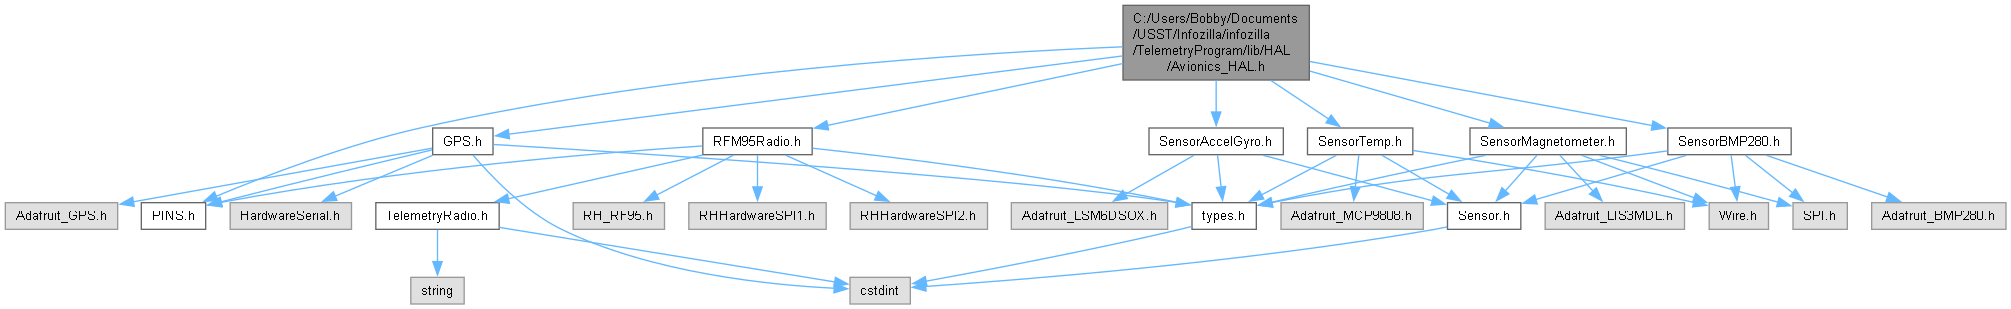 C:/Users/Bobby/Documents
/USST/Infozilla/infozilla
/TelemetryProgram/lib/HAL
/Avionics_HAL.h
GPS.h
RFM95Radio.h
SensorAccelGyro.h
SensorTemp.h
SensorMagnetometer.h
SensorBMP280.h
Adafruit_GPS.h
PINS.h
HardwareSerial.h
TelemetryRadio.h
RH_RF95.h
RHHardwareSPI1.h
RHHardwareSPI2.h
Adafruit_LSM6DSOX.h
types.h
Adafruit_MCP9808.h
Sensor.h
Adafruit_LIS3MDL.h
Wire.h
SPI.h
Adafruit_BMP280.h
string
cstdint